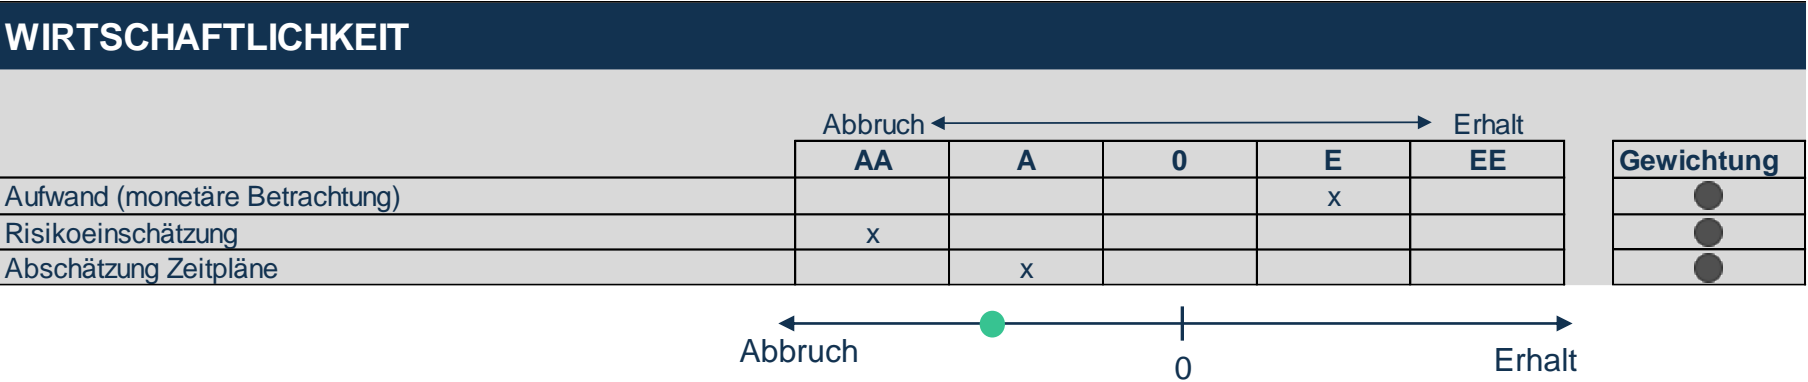 WIRTSCHAFTLICHKEIT
Abbruch Erhalt
AA A 0 E EE Gewichtung
Aufwand (monetäre Betrachtung) x
Risikoeinschätzung x
Abschätzung Zeitpläne x
Abbruch 0 Erhalt